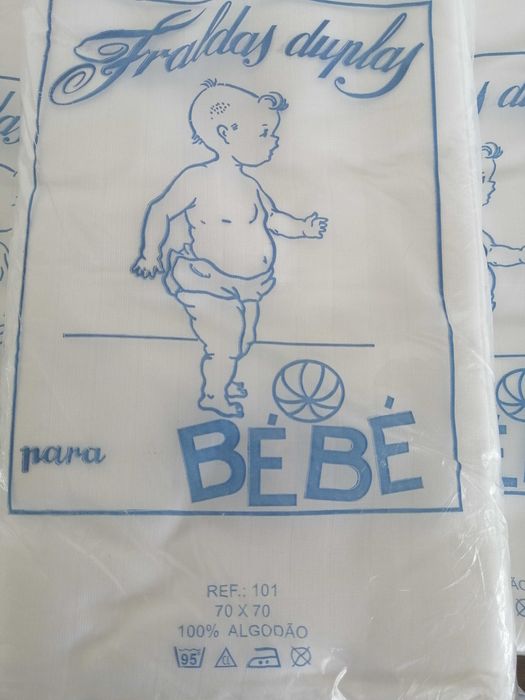 Fraldas duplas
para BÉBÉ
REF.: 101
70 X 70
100% ALGODÃO
95°